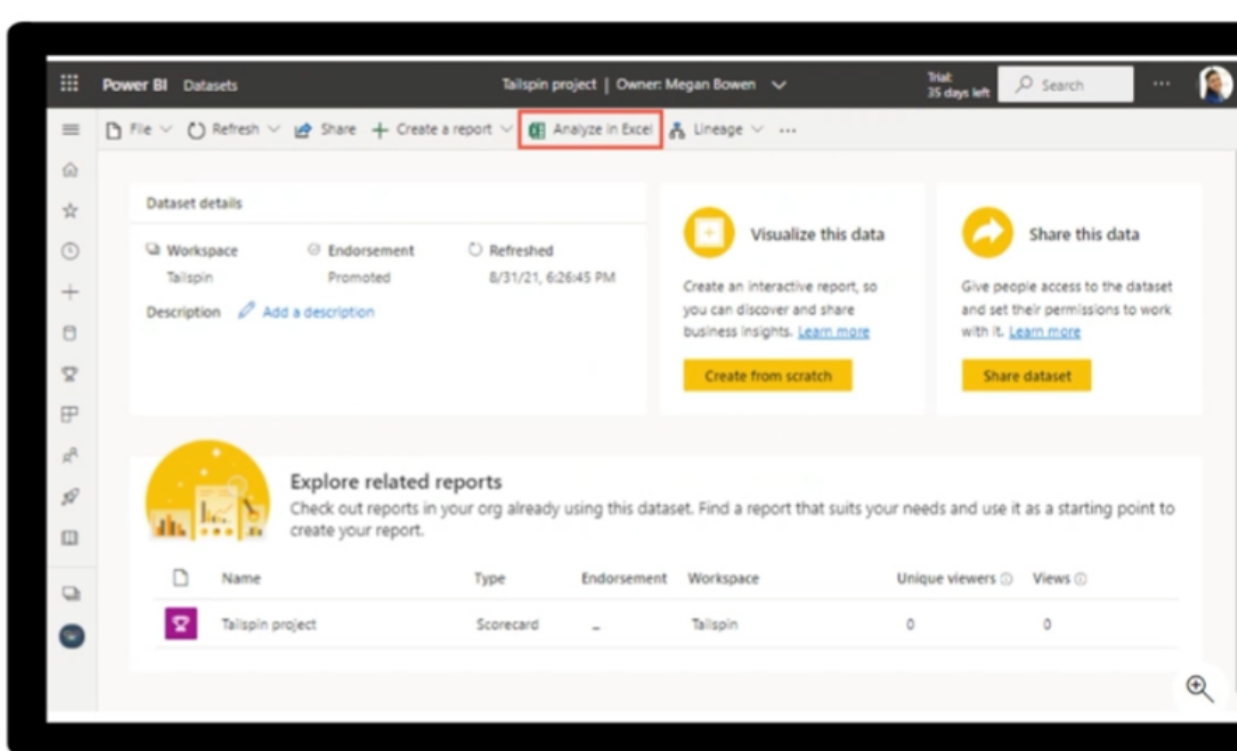 Power BI Datasets Tailspin project | Owner: Megan Bowen Trial: 35 days left Search
File Refresh Share Create a report Analyze in Excel Lineage
Dataset details
Workspace Endorsement Refreshed
Tailspin Promoted 8/31/21, 6:26:45 PM
Description Add a description
Visualize this data
Create an interactive report, so
you can discover and share
business insights. Learn more
Create from scratch
Share this data
Give people access to the dataset
and set their permissions to work
with it. Learn more
Share dataset
Explore related reports
Check out reports in your org already using this dataset. Find a report that suits your needs and use it as a starting point to
create your report.
Name Type Endorsement Workspace Unique viewers Views
Tailspin project Scorecard – Tailspin 0 0